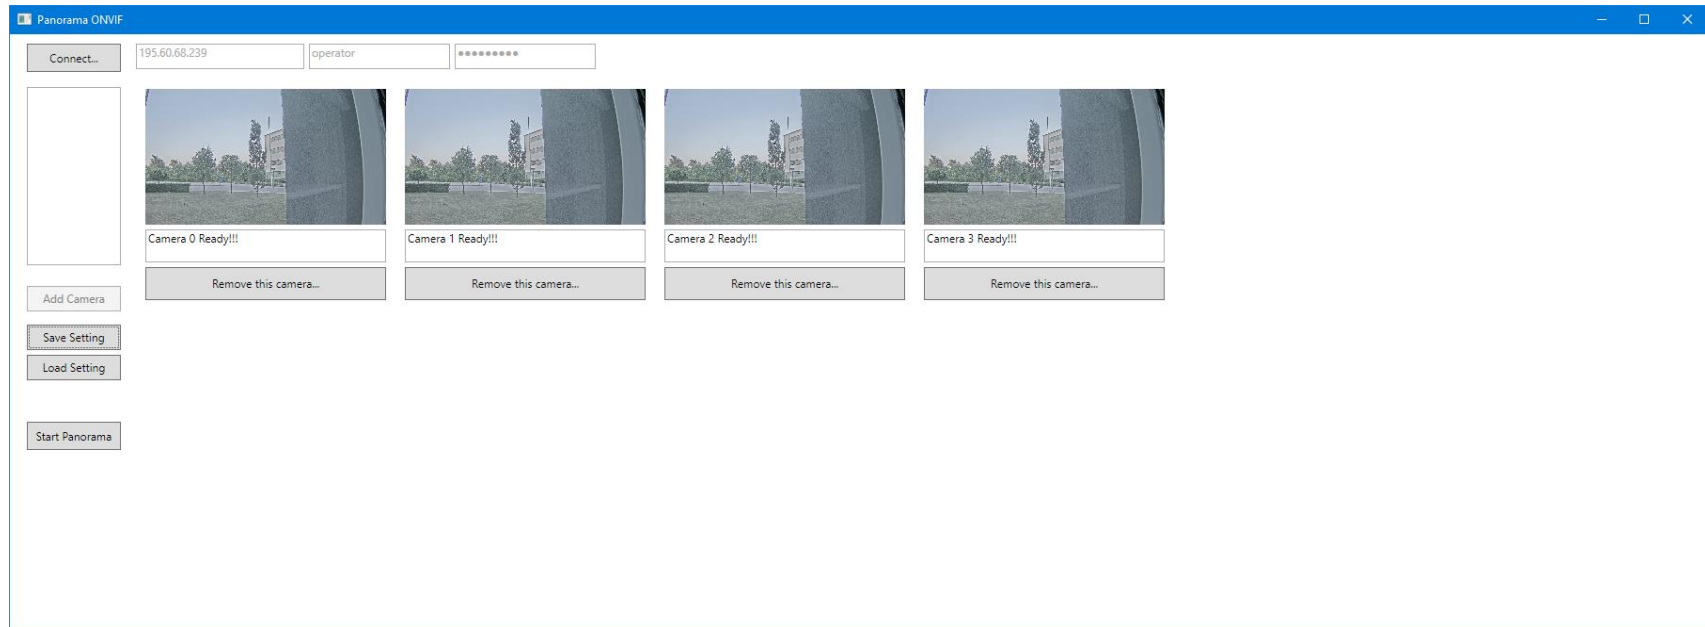 Panorama ONVIF
Connect... 195.60.68.239 operator •••••••••
Camera 0 Ready!!! Camera 1 Ready!!! Camera 2 Ready!!! Camera 3 Ready!!!
Remove this camera... Remove this camera... Remove this camera... Remove this camera...
Add Camera
Save Setting
Load Setting
Start Panorama